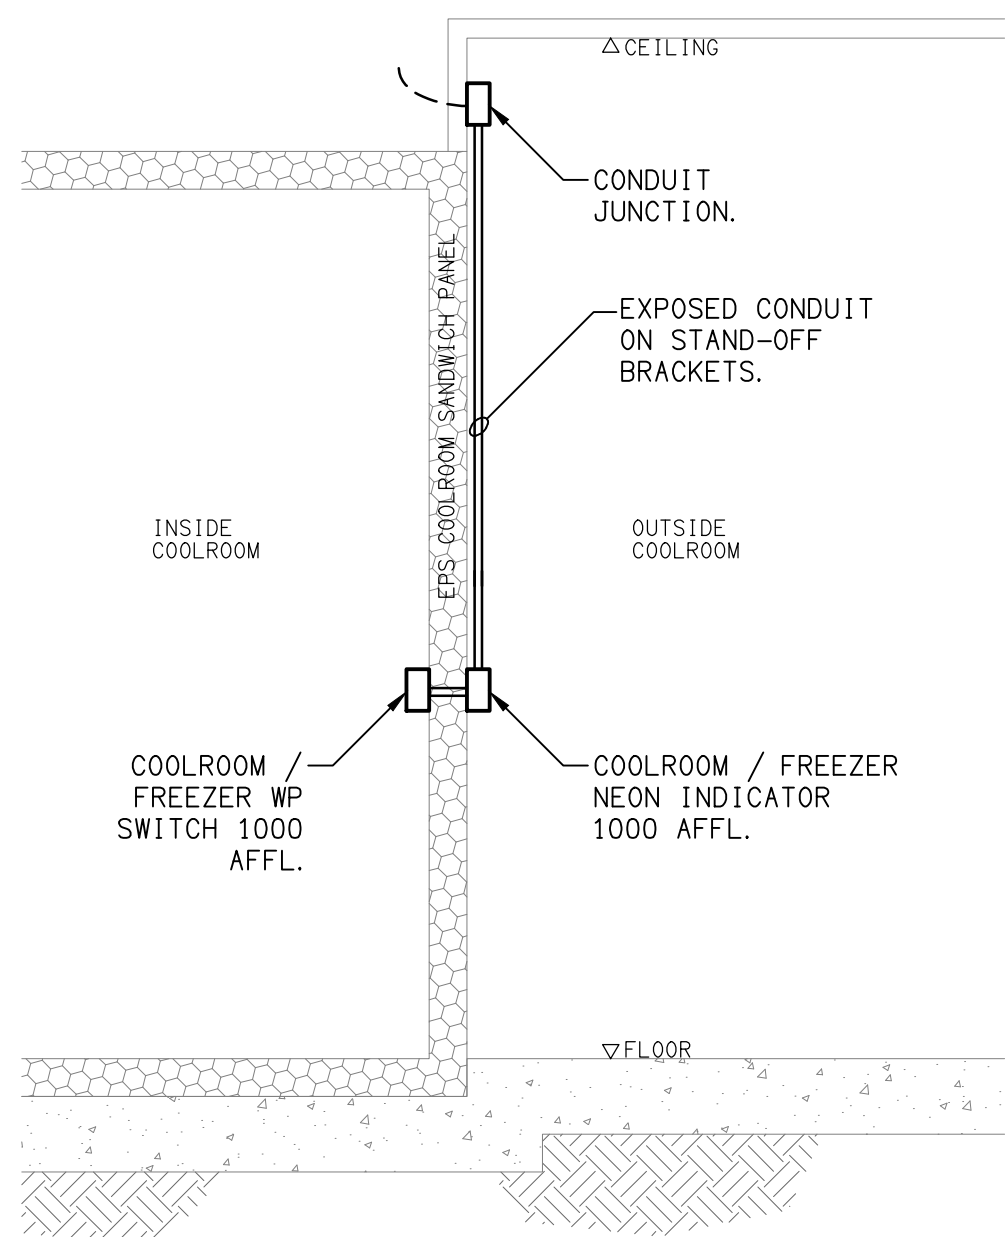 CEILING
CONDUIT
JUNCTION.
EPS COOLROOM SANDWICH PANEL
EXPOSED CONDUIT
ON STAND-OFF
BRACKETS.
INSIDE
COOLROOM
OUTSIDE
COOLROOM
COOLROOM /
FREEZER WP
SWITCH 1000
AFFL.
COOLROOM / FREEZER
NEON INDICATOR
1000 AFFL.
FLOOR